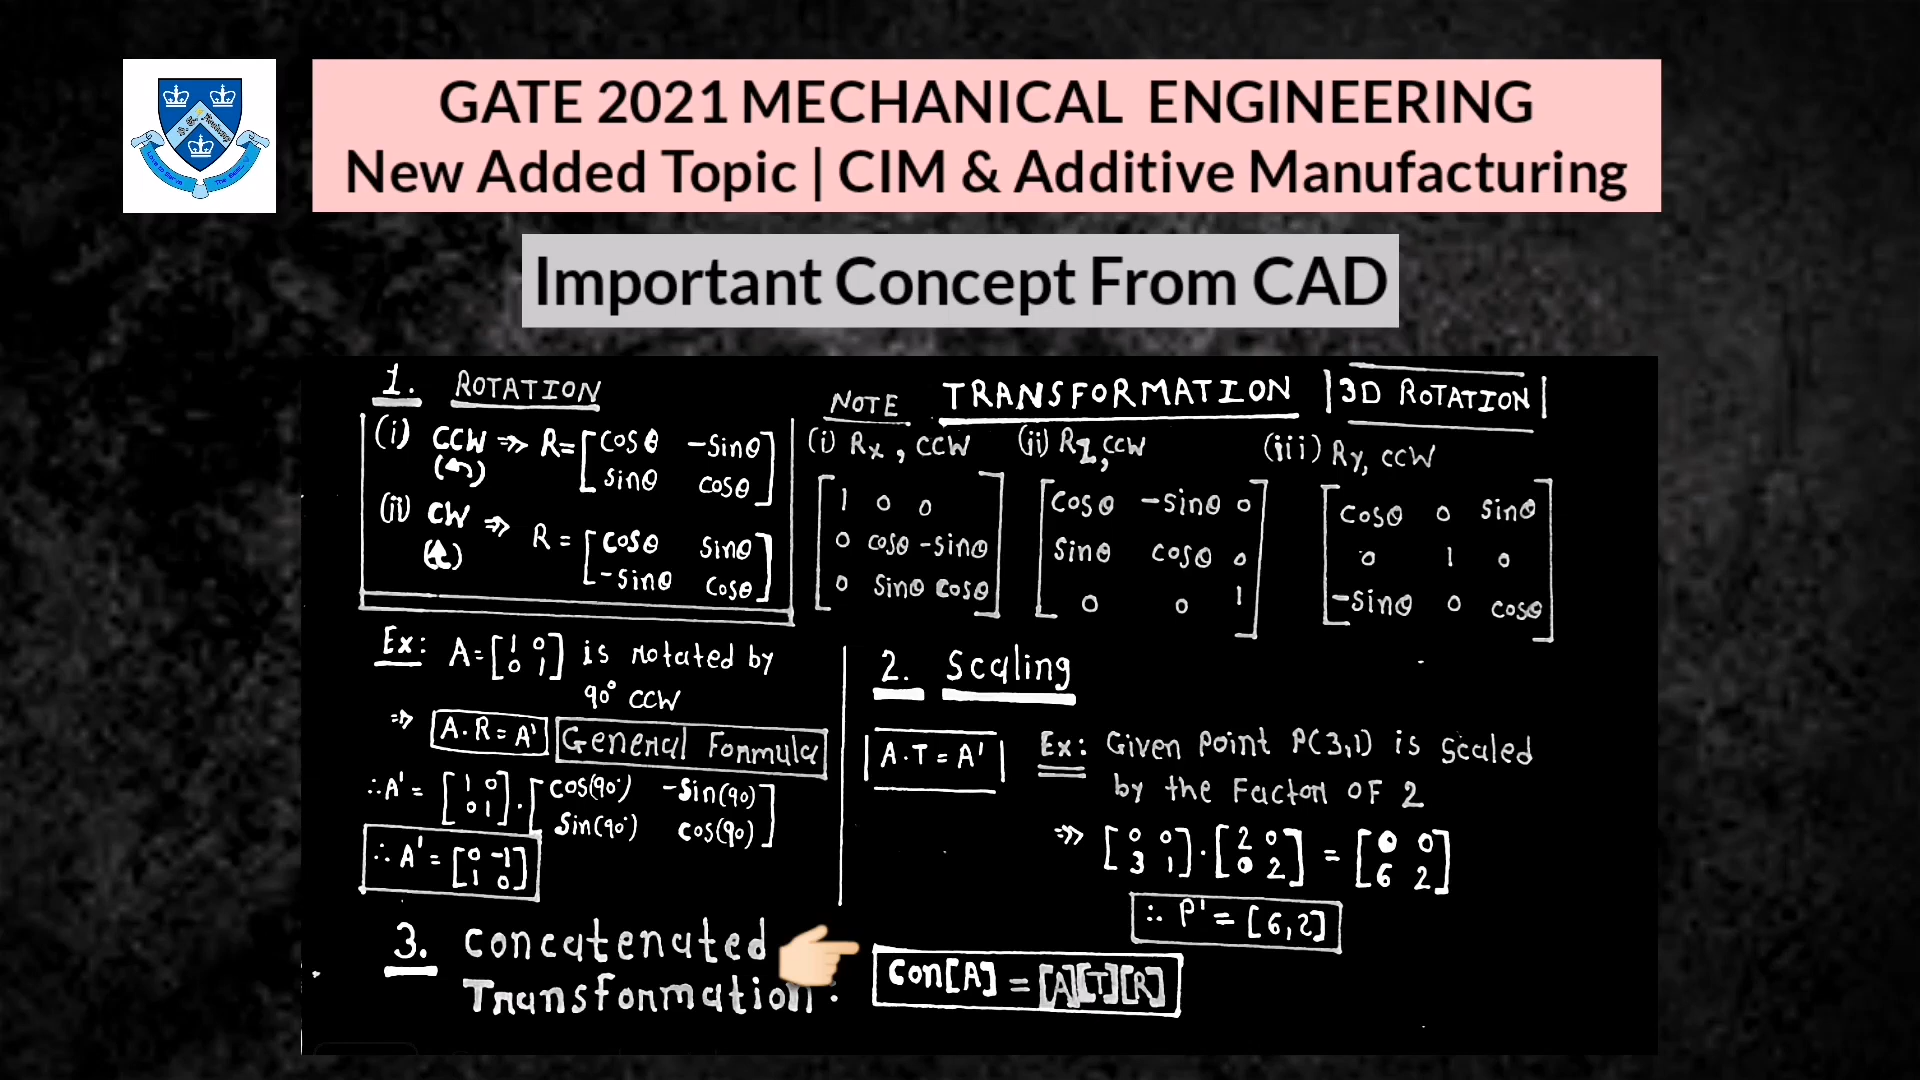 GATE 2021 MECHANICAL ENGINEERING
New Added Topic | CIM & Additive Manufacturing
Important Concept From CAD
1. ROTATION
(i) CCW ⇒ R = [cosθ -sinθ
sinθ cosθ]
(ii) CW ⇒ R = [cosθ sinθ
-sinθ cosθ]
NOTE TRANSFORMATION |3D ROTATION|
(i) Rx, CCW (ii) Rz, CCW (iii) Ry, CCW
[1 0 0
0 cosθ -sinθ
0 sinθ cosθ]
[cosθ -sinθ 0
sinθ cosθ 0
0 0 1]
[cosθ 0 sinθ
0 1 0
-sinθ 0 cosθ]
Ex: A = [1 0
0 1] is rotated by
90° CCW
⇒ A.R = A' General Formula
∴ A' = [1 0
0 1] . [cos(90°) -sin(90)
sin(90°) cos(90)]
∴ A' = [0 -1
1 0]
2. Scaling
A.T = A' Ex: Given point P(3,1) is scaled
by the Factor OF 2
⇒ [0 0
3 1] . [2 0
0 2] = [0 0
6 2]
∴ P' = [6,2]
3. Concatenated
Transformation:
Con[A] = [A][T][R]